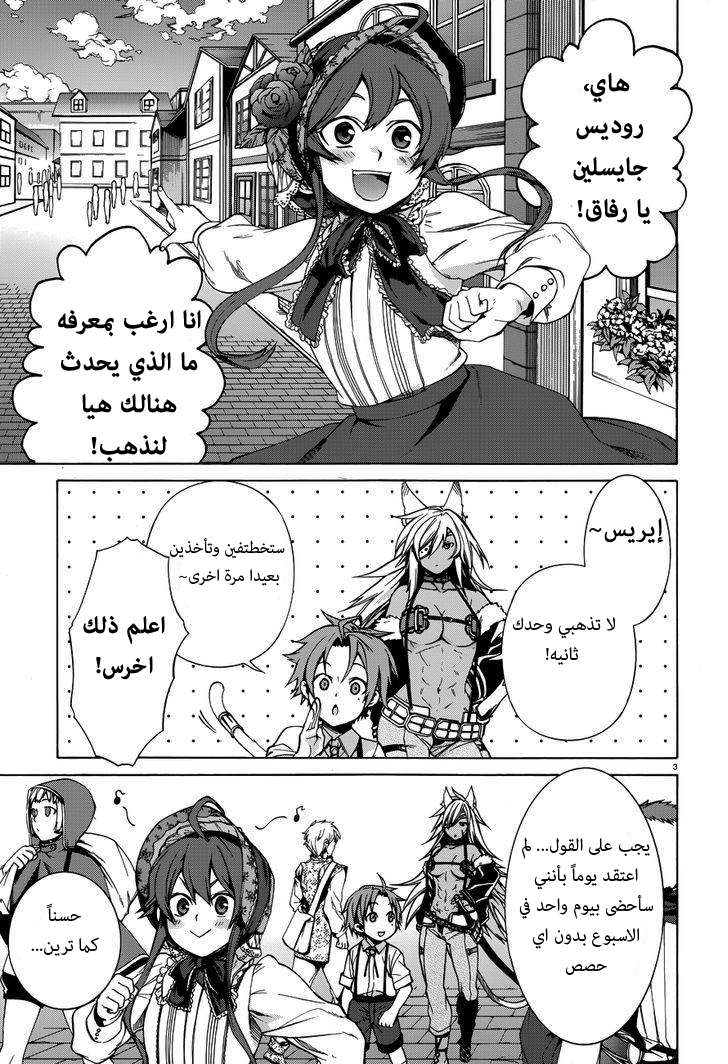 هاي،
روديس
جايسلين
يا رفاق!
انا ارغب بمعرفه
ما الذي يحدث
هنالك هيا
لنذهب!
إيريس~
لا تذهبي وحدك
ثانيه!
ستخطتفين وتأخذين
بعيدا مرة اخرى~
اعلم ذلك
اخرس!
3
يجب على القول... لم
اعتقد يوماً بأنني
سأحضى بيوم واحد في
الاسبوع بدون اي
حصص
حسناً
كما ترين...